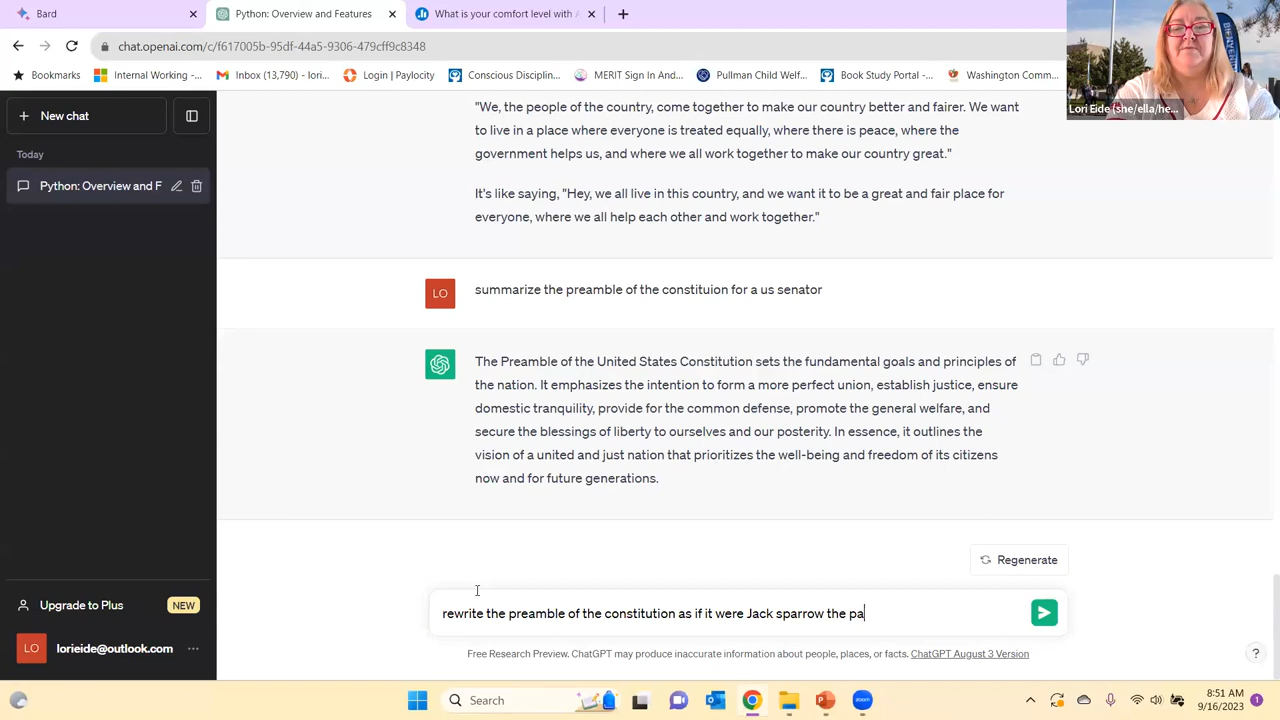 Bard
Python: Overview and Features
What is your comfort level with A
chat.openai.com/c/f617005b-95df-44a5-9306-479cff9c8348
Bookmarks
Internal Working -...
Inbox (13,790) - lori...
Login | Paylocity
Conscious Disciplin...
MERIT Sign In And...
Pullman Child Welf...
Book Study Portal -...
Washington Comm...
BIENVENI
Lori Eide (she/ella/he...
New chat
Today
Python: Overview and F
"We, the people of the country, come together to make our country better and fairer. We want
to live in a place where everyone is treated equally, where there is peace, where the
government helps us, and where we all work together to make our country great."
It's like saying, "Hey, we all live in this country, and we want it to be a great and fair place for
everyone, where we all help each other and work together."
LO
summarize the preamble of the constituion for a us senator
The Preamble of the United States Constitution sets the fundamental goals and principles of
the nation. It emphasizes the intention to form a more perfect union, establish justice, ensure
domestic tranquility, provide for the common defense, promote the general welfare, and
secure the blessings of liberty to ourselves and our posterity. In essence, it outlines the
vision of a united and just nation that prioritizes the well-being and freedom of its citizens
now and for future generations.
Regenerate
rewrite the preamble of the constitution as if it were Jack sparrow the pa
Free Research Preview. ChatGPT may produce inaccurate information about people, places, or facts. ChatGPT August 3 Version
?
Upgrade to Plus
NEW
LO
lorieide@outlook.com
Search
8:51 AM
9/16/2023
1